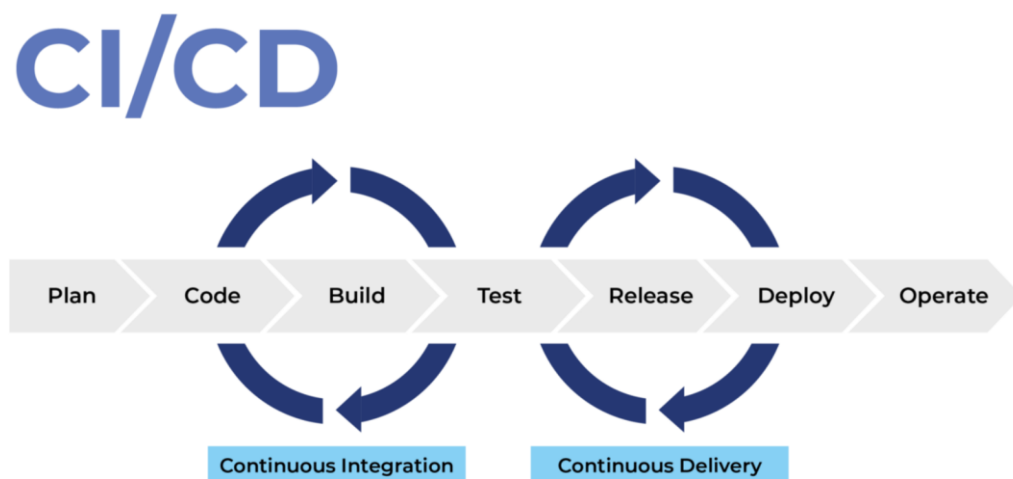 CI/CD
Plan Code Build Test Release Deploy Operate
Continuous Integration Continuous Delivery